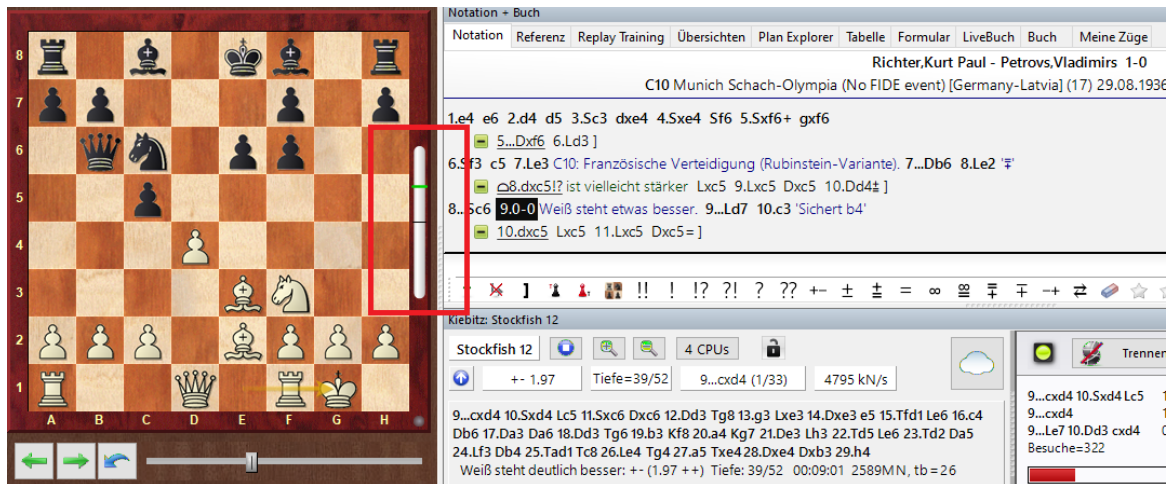 Notation + Buch
Notation Referenz Replay Training Übersichten Plan Explorer Tabelle Formular LiveBuch Buch Meine Züge
Richter,Kurt Paul - Petrovs,Vladimirs 1-0
C10 Munich Schach-Olympia (No FIDE event) [Germany-Latvia] (17) 29.08.1936
1.e4 e6 2.d4 d5 3.Sc3 dxe4 4.Sxe4 Sf6 5.Sxf6+ gxf6
5...Dxf6 6.Ld3 ]
6.Sf3 c5 7.Le3 C10: Französische Verteidigung (Rubinstein-Variante). 7...Db6 8.Le2 '∓'
⌓8.dxc5!? ist vielleicht stärker Lxc5 9.Lxc5 Dxc5 10.Dd4± ]
8...Sc6 9.0-0 Weiß steht etwas besser. 9...Ld7 10.c3 'Sichert b4'
10.dxc5 Lxc5 11.Lxc5 Dxc5= ]
] !! ! !? ?! ? ?? +− ± ⩲ = ∞ ⯹ ⩱ ∓ −+ ⇄
Kiebitz: Stockfish 12
Stockfish 12 4 CPUs
+- 1.97 Tiefe=39/52 9...cxd4 (1/33) 4795 kN/s
9...cxd4 10.Sxd4 Lc5 11.Sxc6 Dxc6 12.Dd3 Tg8 13.g3 Lxe3 14.Dxe3 e5 15.Tfd1 Le6 16.c4
Db6 17.Da3 Da6 18.Dd3 Tg6 19.b3 Kf8 20.a4 Kg7 21.De3 Lh3 22.Td5 Le6 23.Td2 Da5
24.Lf3 Db4 25.Tad1 Tc8 26.Le4 Tg4 27.a5 Txe4 28.Dxe4 Dxb3 29.h4
Weiß steht deutlich besser: +- (1.97 ++) Tiefe: 39/52 00:09:01 2589MN, tb=26
Trennen
9...cxd4 10.Sxd4 Lc5
9...cxd4
9...Le7 10.Dd3 cxd4
Besuche=322
8
7
6
5
4
3
2
1
A B C D E F G H